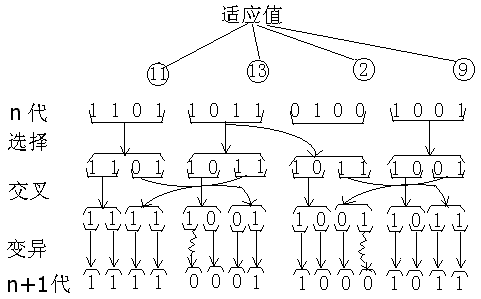 适应值
11 13 2 9
n代 1 1 0 1 1 0 1 1 0 1 0 0 1 0 0 1
选择
1 1 0 1 1 0 1 1 1 0 1 1 1 0 0 1
交叉
1 1 1 1 1 0 0 1 1 0 0 1 1 0 1 1
变异
n+1代 1 1 1 1 0 0 0 1 1 0 0 0 1 0 1 1